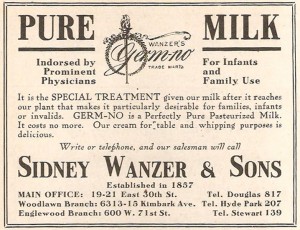 PURE MILK
WANZER'S
Germ-no
TRADE MARK
Indorsed by
Prominent
Physicians
For Infants
and
Family Use
It is the SPECIAL TREATMENT given our milk after it reaches
our plant that makes it particularly desirable for families, infants
or invalids. GERM-NO is a Perfectly Pure Pasteurized Milk.
It costs no more. Our cream for table and whipping purposes is
delicious.
Write or telephone, and our salesman will call
SIDNEY WANZER & SONS
Established in 1857
MAIN OFFICE: 19-21 East 30th St. Tel. Douglas 817
Woodlawn Branch: 6313-15 Kimbark Ave. Tel. Hyde Park 207
Englewood Branch: 600 W. 71st St. Tel. Stewart 139